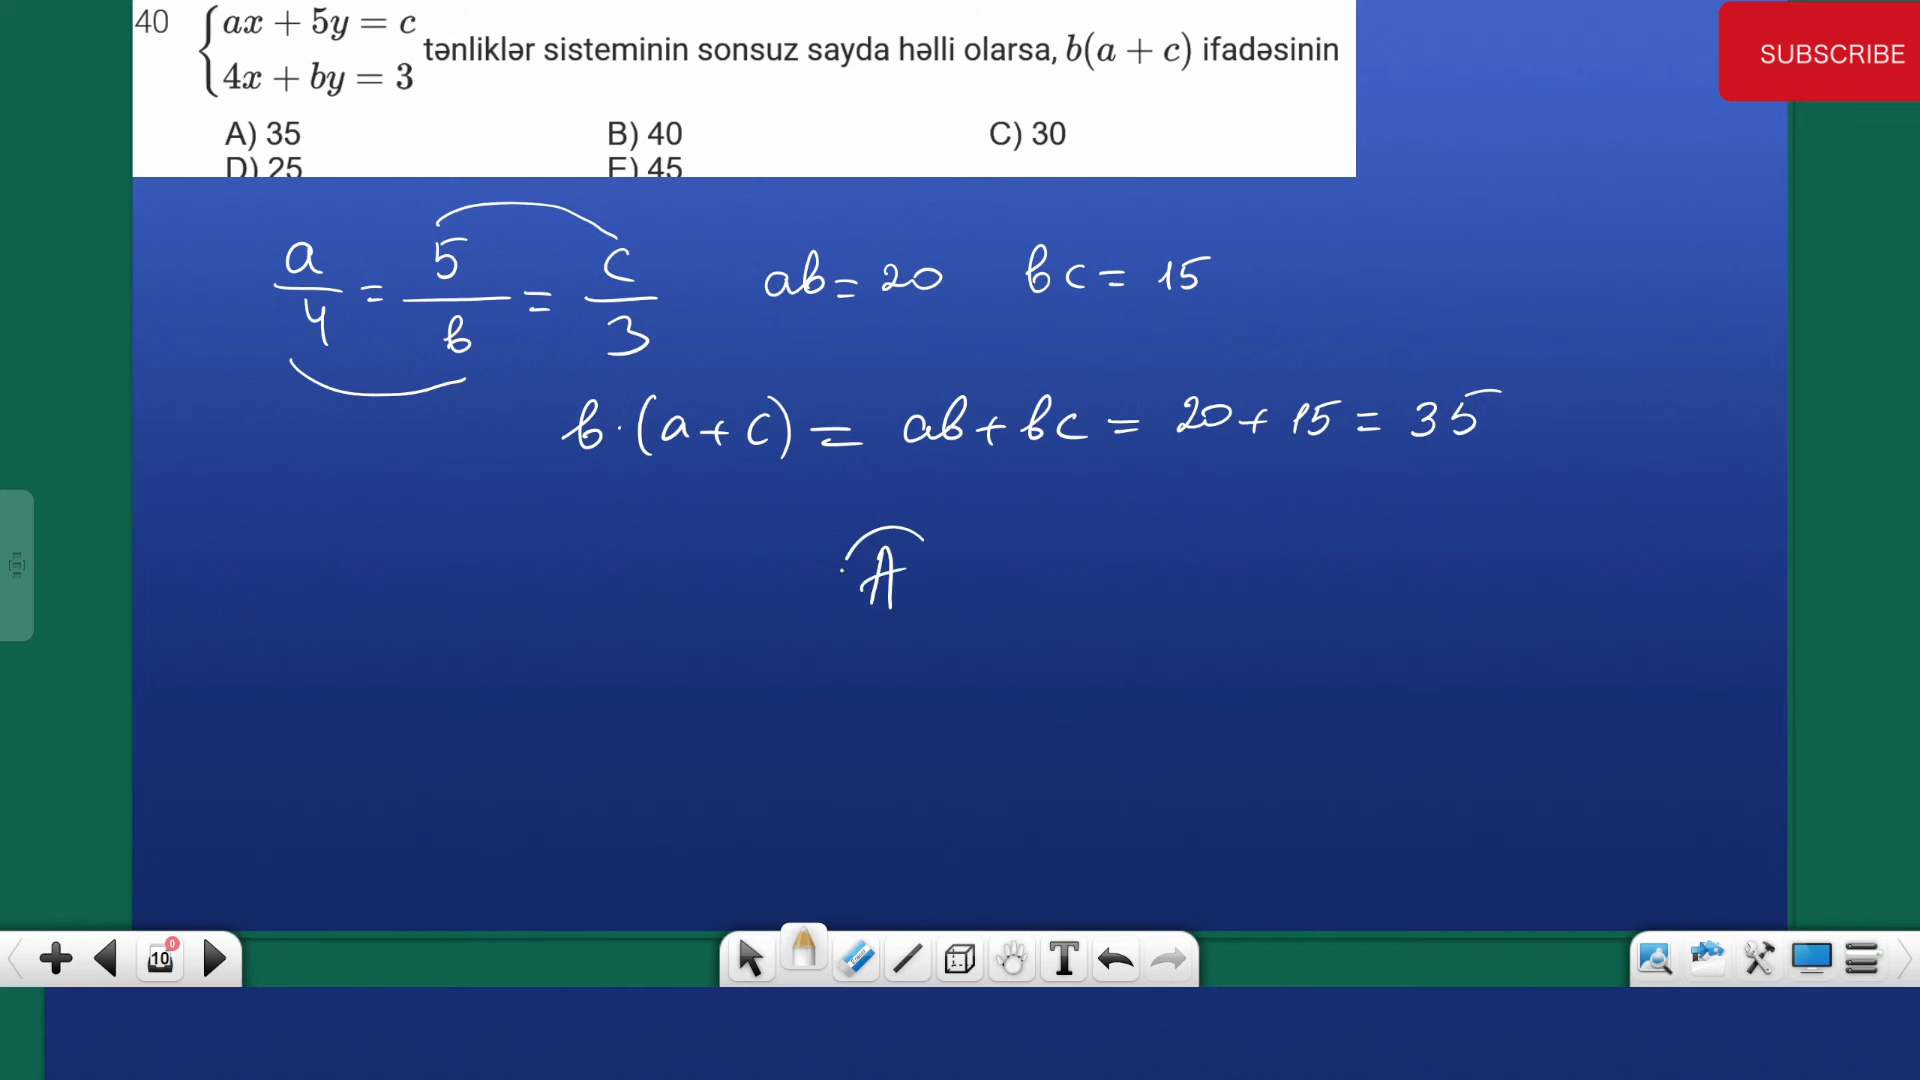 40 { ax + 5y = c
4x + by = 3 tənliklər sisteminin sonsuz sayda həlli olarsa, b(a + c) ifadəsinin
SUBSCRIBE
A) 35 B) 40 C) 30
D) 25 E) 45
a/4 = 5/b = c/3 ab = 20 bc = 15
b·(a+c) = ab+bc = 20+15 = 35
A
10 0
T